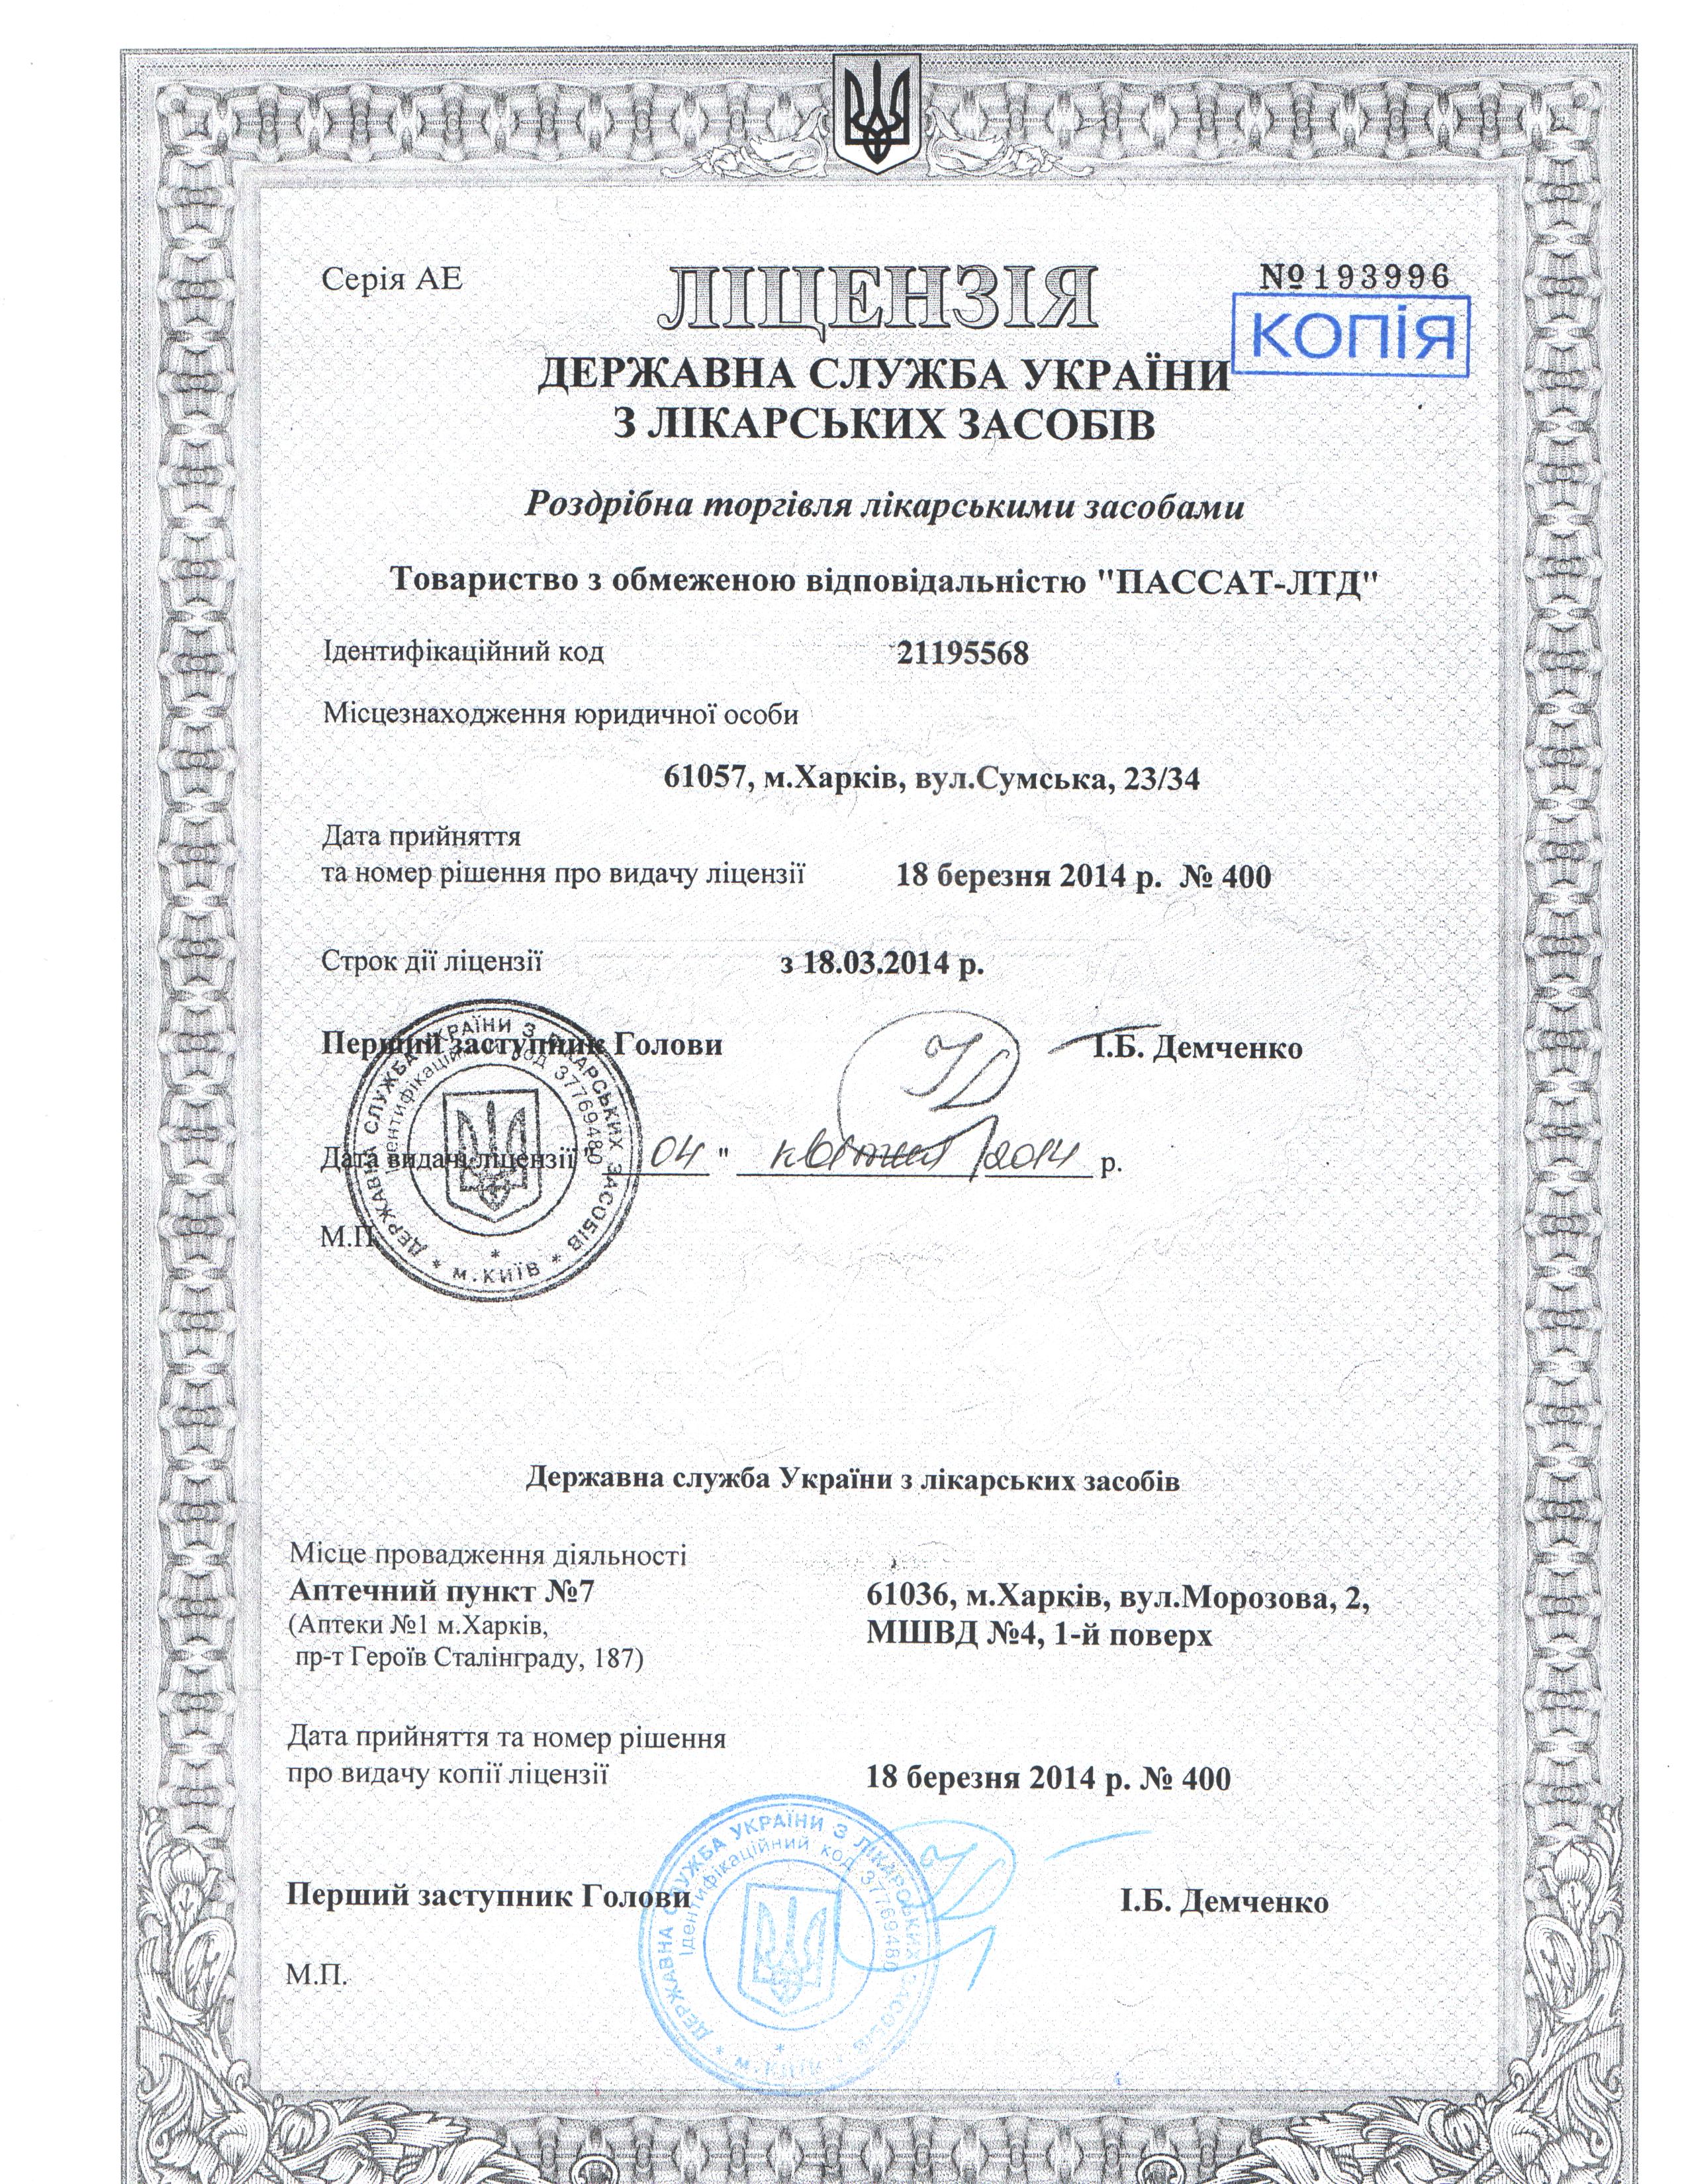 Серія АЕ
ЛІЦЕНЗІЯ
№193996
КОПІЯ
ДЕРЖАВНА СЛУЖБА УКРАЇНИ
З ЛІКАРСЬКИХ ЗАСОБІВ
Роздрібна торгівля лікарськими засобами
Товариство з обмеженою відповідальністю "ПАССАТ-ЛТД"
Ідентифікаційний код 21195568
Місцезнаходження юридичної особи
61057, м.Харків, вул.Сумська, 23/34
Дата прийняття
та номер рішення про видачу ліцензії 18 березня 2014 р. № 400
Строк дії ліцензії з 18.03.2014 р.
Перший заступник Голови І.Б. Демченко
Дата видачі ліцензії " 04 " квітня 2014 р.
М.П.
ДЕРЖАВНА СЛУЖБА УКРАЇНИ З ЛІКАРСЬКИХ ЗАСОБІВ * м.КИЇВ *
Ідентифікаційний код 37769480
Державна служба України з лікарських засобів
Місце провадження діяльності
Аптечний пункт №7 61036, м.Харків, вул.Морозова, 2,
(Аптеки №1 м.Харків, МШВД №4, 1-й поверх
пр-т Героїв Сталінграду, 187)
Дата прийняття та номер рішення
про видачу копії ліцензії 18 березня 2014 р. № 400
Перший заступник Голови І.Б. Демченко
ДЕРЖАВНА СЛУЖБА УКРАЇНИ З ЛІКАРСЬКИХ ЗАСОБІВ * м.КИЇВ *
Ідентифікаційний код 37769480
М.П.